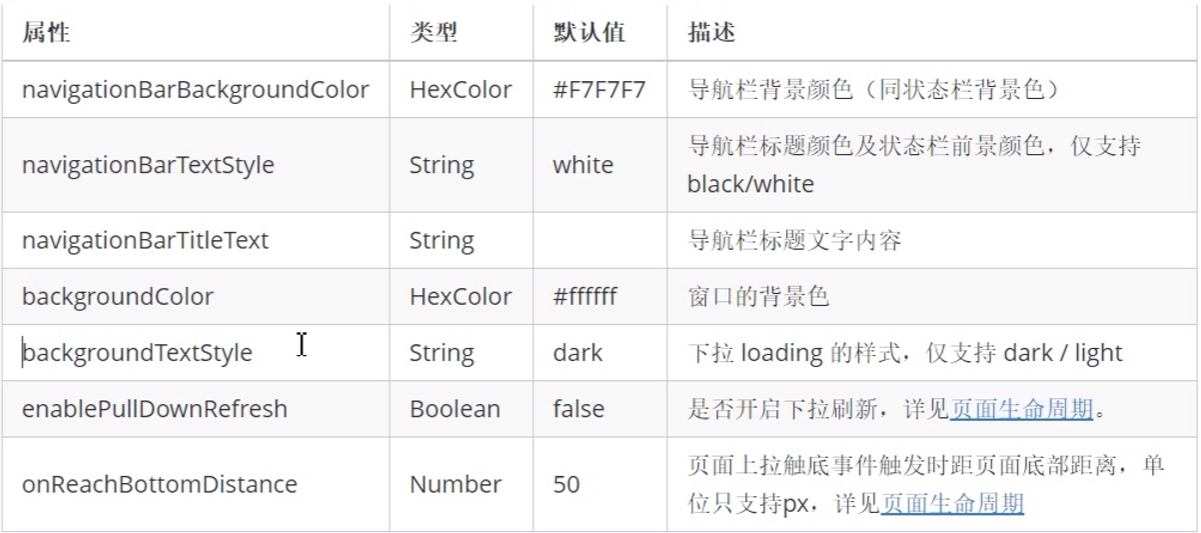 属性 类型 默认值 描述
navigationBarBackgroundColor HexColor #F7F7F7 导航栏背景颜色（同状态栏背景色）
navigationBarTextStyle String white 导航栏标题颜色及状态栏前景颜色，仅支持
black/white
navigationBarTitleText String 导航栏标题文字内容
backgroundColor HexColor #ffffff 窗口的背景色
backgroundTextStyle String dark 下拉 loading 的样式，仅支持 dark / light
enablePullDownRefresh Boolean false 是否开启下拉刷新，详见页面生命周期。
onReachBottomDistance Number 50 页面上拉触底事件触发时距页面底部距离，单
位只支持px，详见页面生命周期